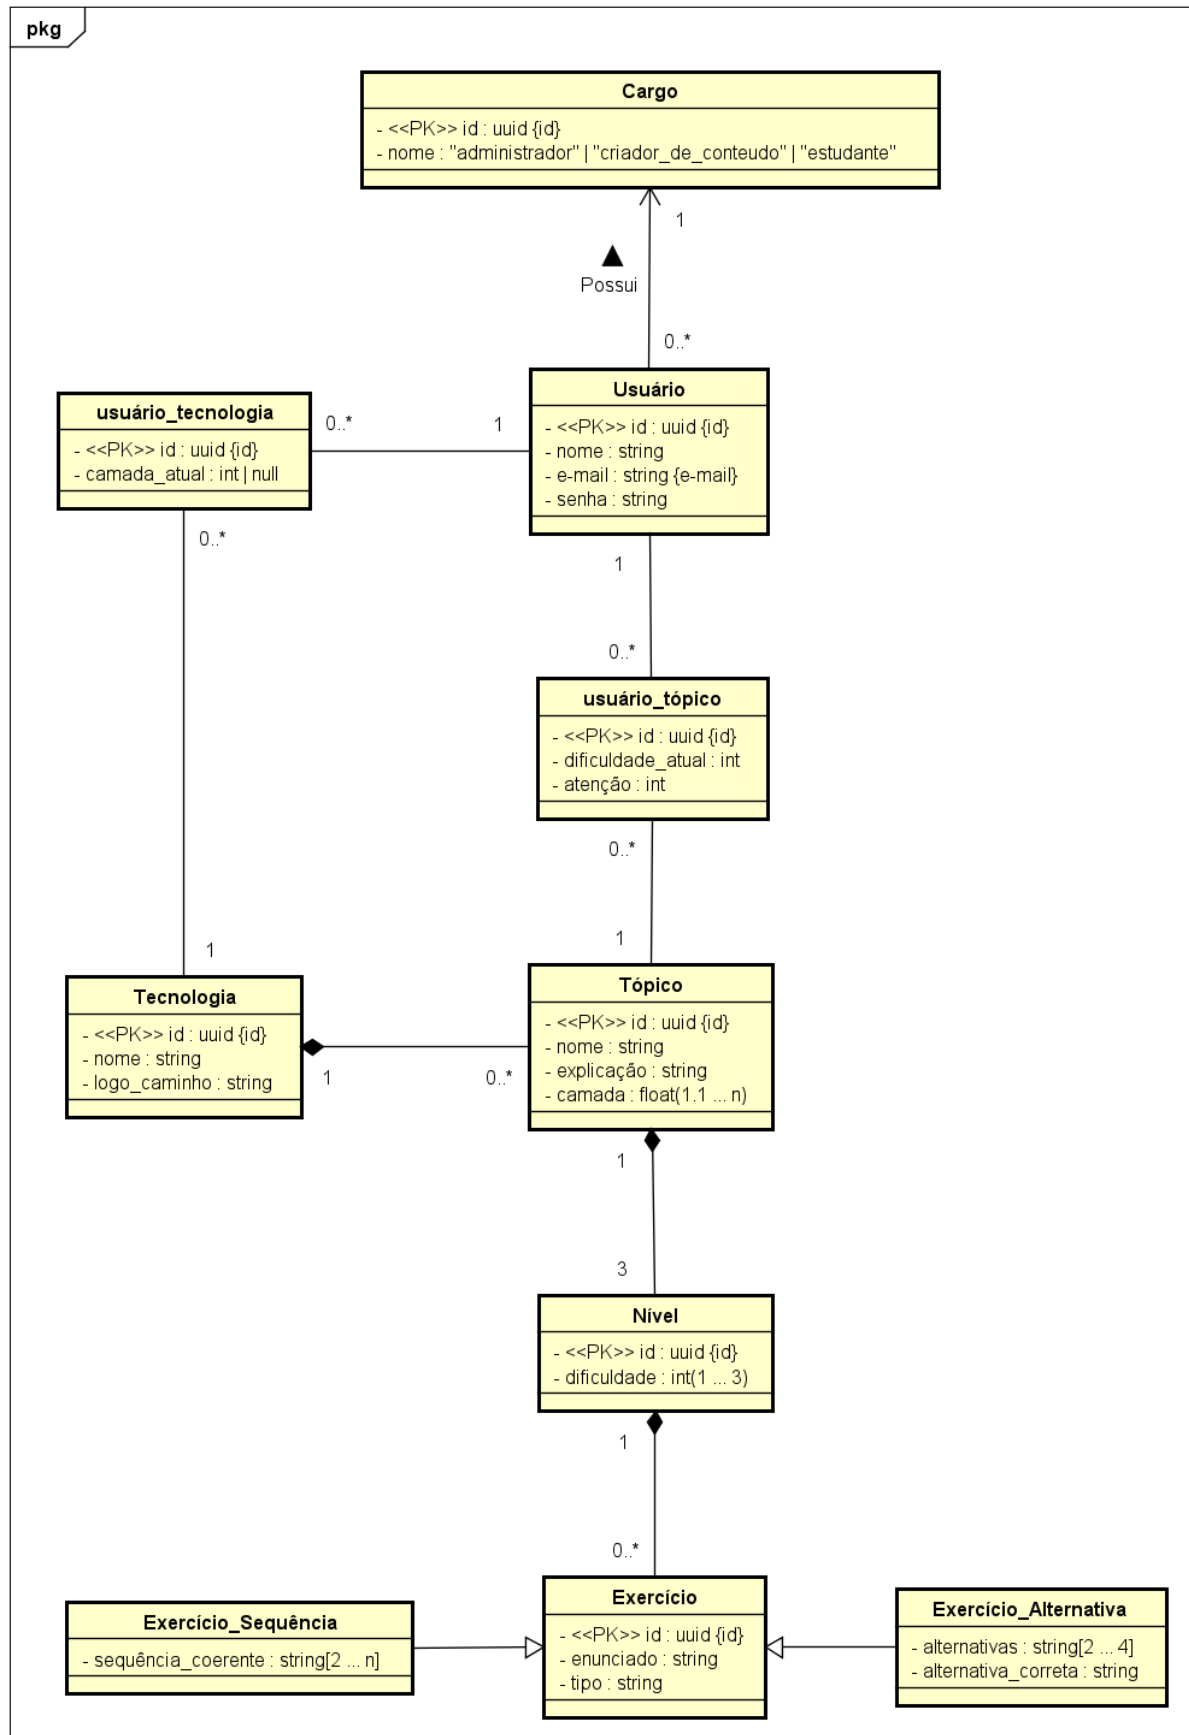 pkg
Cargo
- <<PK>> id : uuid {id}
- nome : "administrador" | "criador_de_conteudo" | "estudante"
1
Possui
0..*
Usuário
- <<PK>> id : uuid {id}
- nome : string
- e-mail : string {e-mail}
- senha : string
usuário_tecnologia
- <<PK>> id : uuid {id}
- camada_atual : int | null
0..*
1
0..*
1
0..*
usuário_tópico
- <<PK>> id : uuid {id}
- dificuldade_atual : int
- atenção : int
0..*
1
1
Tecnologia
- <<PK>> id : uuid {id}
- nome : string
- logo_caminho : string
1
0..*
Tópico
- <<PK>> id : uuid {id}
- nome : string
- explicação : string
- camada : float(1.1 ... n)
1
3
Nível
- <<PK>> id : uuid {id}
- dificuldade : int(1 ... 3)
1
0..*
Exercício_Sequência
- sequência_coerente : string[2 ... n]
Exercício
- <<PK>> id : uuid {id}
- enunciado : string
- tipo : string
Exercício_Alternativa
- alternativas : string[2 ... 4]
- alternativa_correta : string